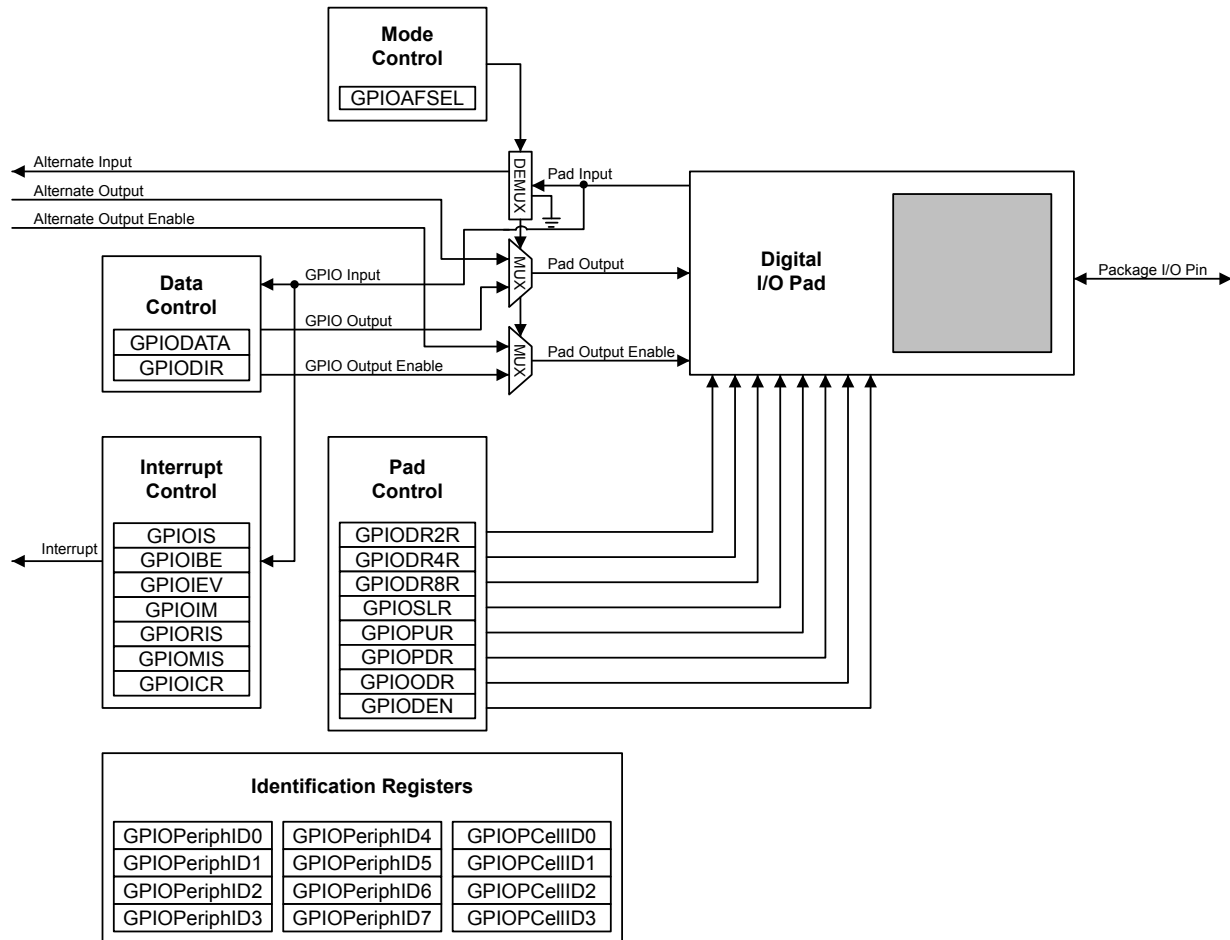 Mode
Control
GPIOAFSEL
Alternate Input
Alternate Output
Alternate Output Enable
DEMUX
Pad Input
MUX
Pad Output
MUX
Pad Output Enable
Digital
I/O Pad
Package I/O Pin
Data
Control
GPIODATA
GPIODIR
GPIO Input
GPIO Output
GPIO Output Enable
Interrupt
Control
GPIOIS
GPIOIBE
GPIOIEV
GPIOIM
GPIORIS
GPIOMIS
GPIOICR
Interrupt
Pad
Control
GPIODR2R
GPIODR4R
GPIODR8R
GPIOSLR
GPIOPUR
GPIOPDR
GPIOODR
GPIODEN
Identification Registers
GPIOPeriphID0 GPIOPeriphID4 GPIOPCellID0
GPIOPeriphID1 GPIOPeriphID5 GPIOPCellID1
GPIOPeriphID2 GPIOPeriphID6 GPIOPCellID2
GPIOPeriphID3 GPIOPeriphID7 GPIOPCellID3